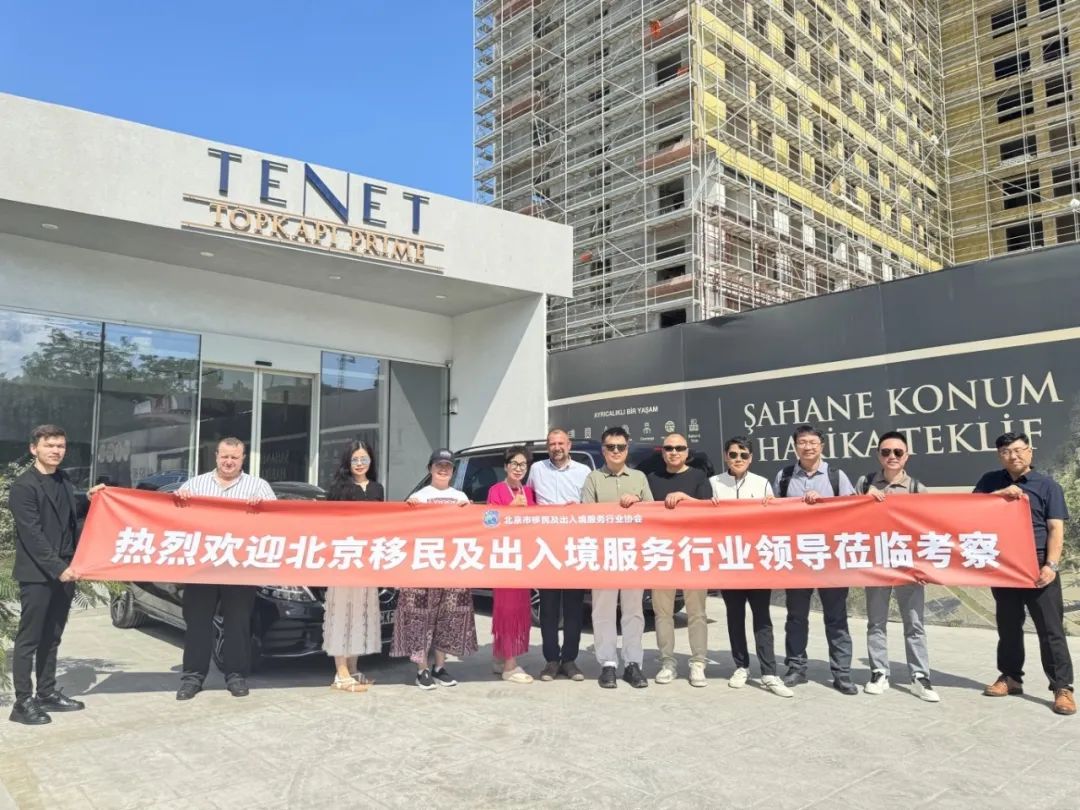 TENET
TOPKAPI PRIME
AYRICALIKLI BİR YAŞAM
ŞAHANE KONUM
HARİKA TEKLİF
北京市移民及出入境服务行业协会
热烈欢迎北京移民及出入境服务行业领导莅临考察